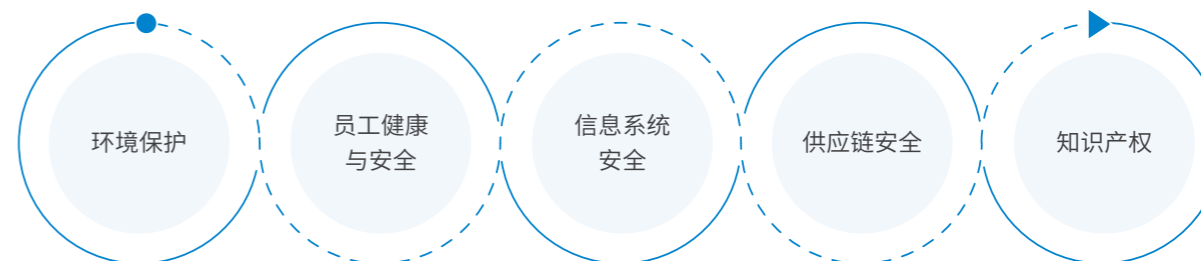 环境保护
员工健康
与安全
信息系统
安全
供应链安全
知识产权